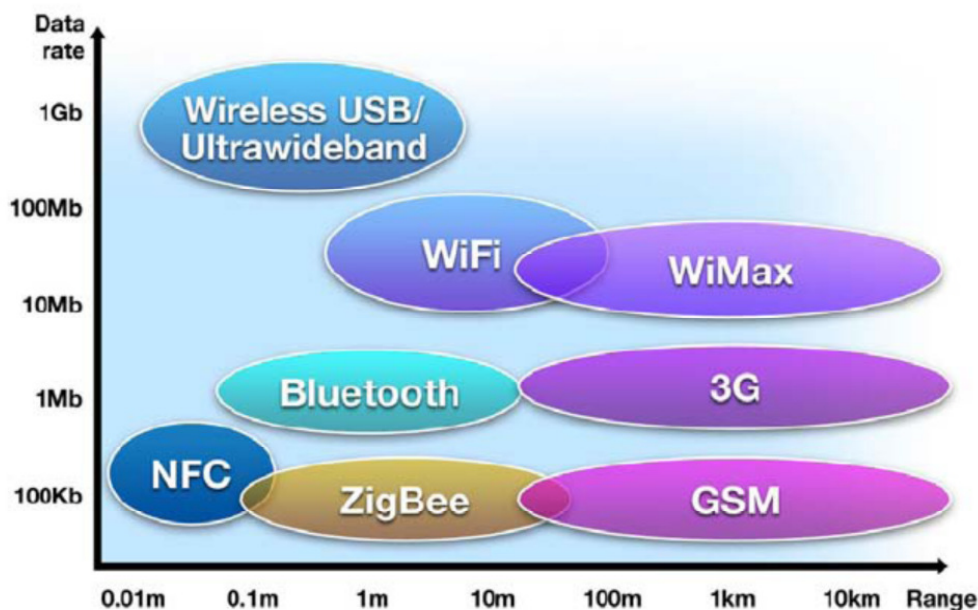 Data
rate
1Gb
Wireless USB/
Ultrawideband
100Mb
WiFi
WiMax
10Mb
Bluetooth
3G
1Mb
NFC
ZigBee
GSM
100Kb
0.01m 0.1m 1m 10m 100m 1km 10km Range